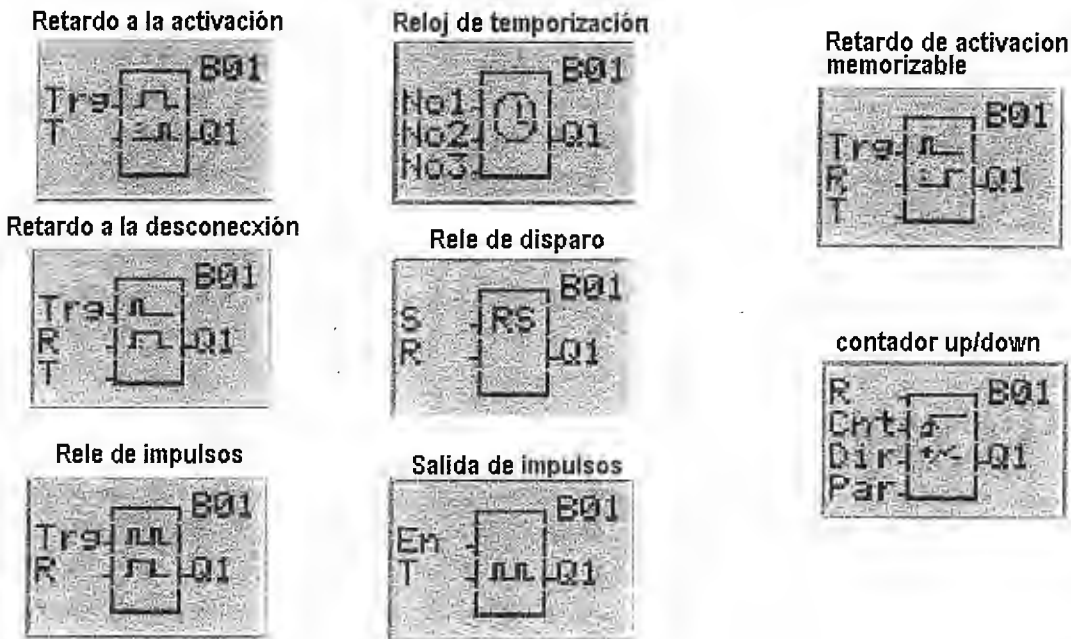 Retardo a la activación
B01
Trg
T
Q1
Reloj de temporización
B01
No1
No2
No3
Q1
Retardo de activacion
memorizable
B01
Trg
R
T
Q1
Retardo a la desconecxión
B01
Trg
R
T
Q1
Rele de disparo
B01
S
RS
R
Q1
contador up/down
R
B01
Cnt
Dir
+/-
Q1
Par
Rele de impulsos
B01
Trg
R
Q1
Salida de impulsos
B01
En
T
Q1